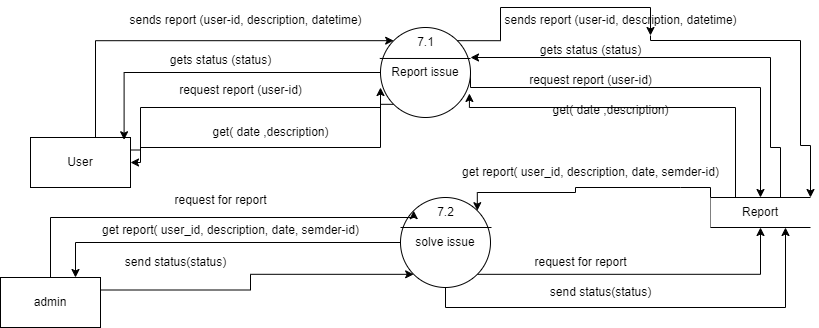 sends report (user-id, description, datetime)
sends report (user-id, description, datetime)
7.1
gets status (status)
gets status (status)
Report issue
request report (user-id)
request report (user-id)
get( date ,description)
get( date ,description)
User
get report( user_id, description, date, semder-id)
request for report
7.2
Report
get report( user_id, description, date, semder-id)
solve issue
send status(status)
request for report
admin
send status(status)